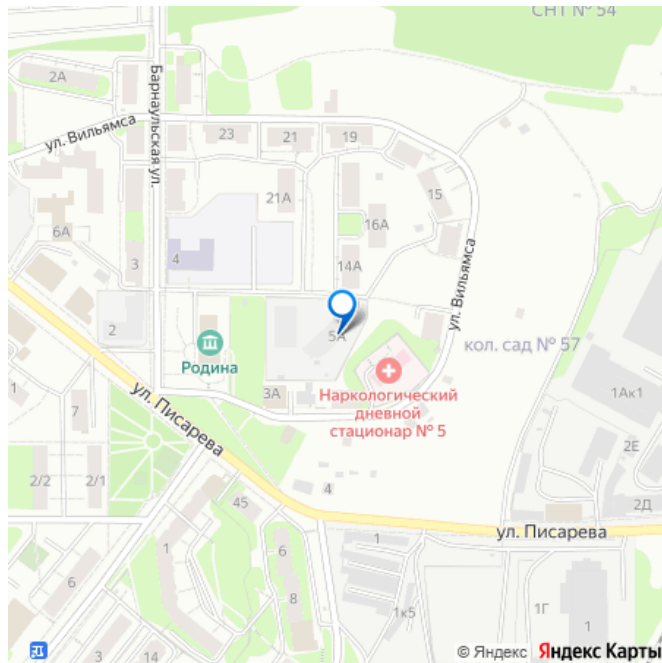 СНТ № 54
2А
Барнаульская ул.
ул. Вильямса
23
21
19
15
21А
16А
6А
3
4
14А
ул. Вильямса
2
5А
кол. сад № 57
Родина
3А
Наркологический
дневной
стационар № 5
1Ак1
1
7
ул. Писарева
2Е
2/2
2/1
4
45
2Д
ул. Писарева
1
6
1
6
8
1к5
1Г
1
3
14
© Яндекс Яндекс Карты